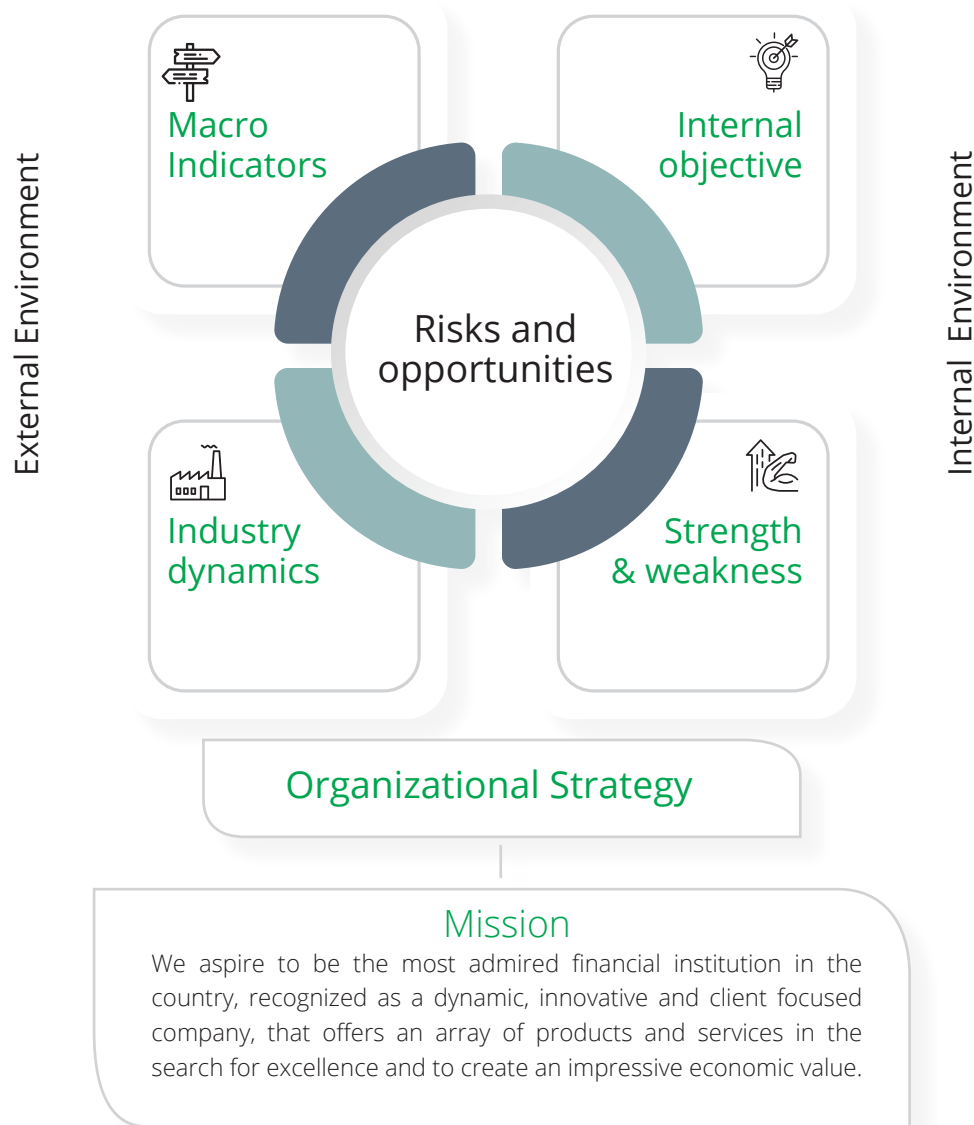 External Environment
Macro
Indicators
Internal
objective
Risks and
opportunities
Industry
dynamics
Strength
& weakness
Internal Environment
Organizational Strategy
Mission
We aspire to be the most admired financial institution in the
country, recognized as a dynamic, innovative and client focused
company, that offers an array of products and services in the
search for excellence and to create an impressive economic value.